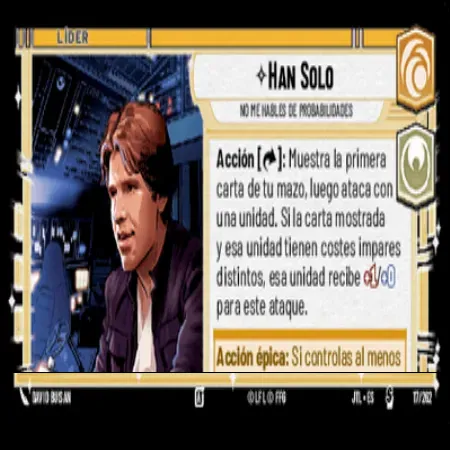 LÍDER
HAN SOLO
NO ME HABLES DE PROBABILIDADES
Acción [ ]: Muestra la primera
carta de tu mazo, luego ataca con
una unidad. Si la carta mostrada
y esa unidad tienen costes impares
distintos, esa unidad recibe +1/+0
para este ataque.
Acción épica: Si controlas al menos
DAVID BUISÁN
© LFL © FFG
JTL • ES
17/262